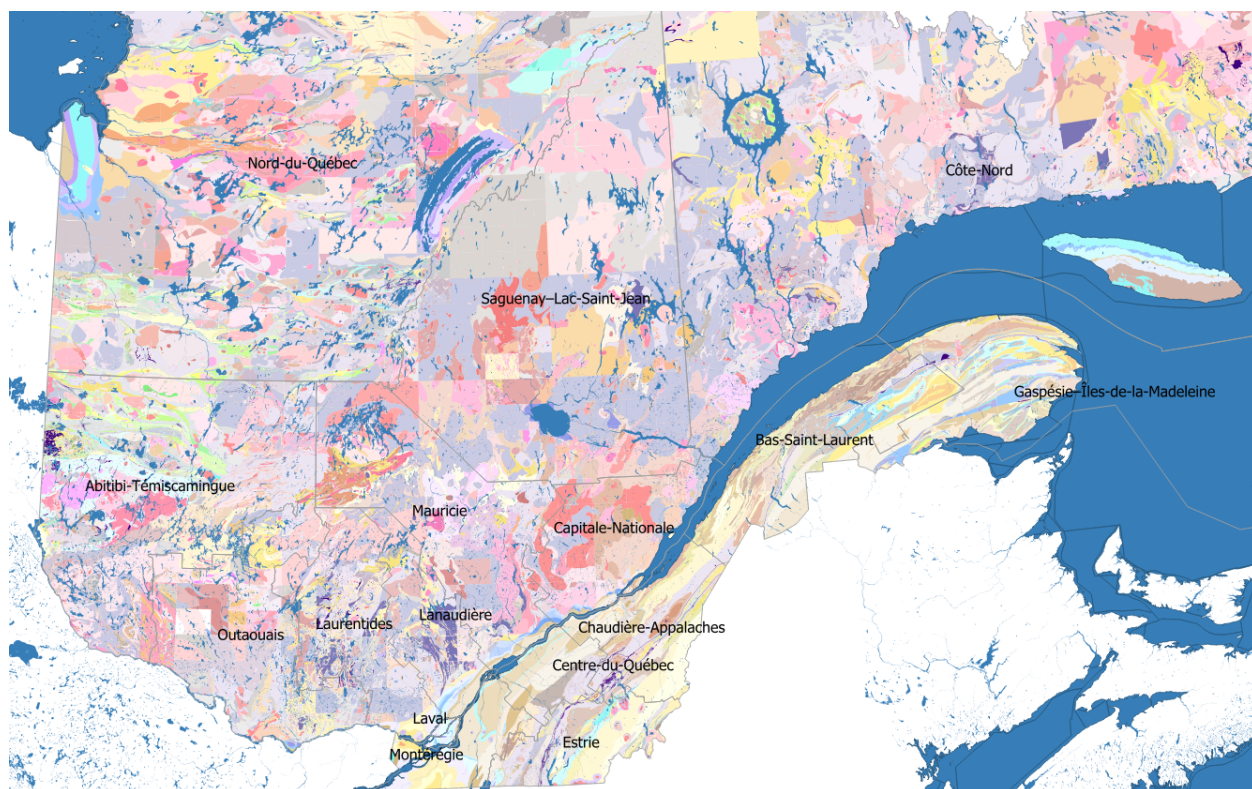 Nord-du-Québec
Côte-Nord
Saguenay–Lac-Saint-Jean
Gaspésie–Îles-de-la-Madeleine
Bas-Saint-Laurent
Abitibi-Témiscamingue
Mauricie
Capitale-Nationale
Lanaudière
Laurentides
Outaouais
Chaudière-Appalaches
Centre-du-Québec
Laval
Estrie
Montérégie